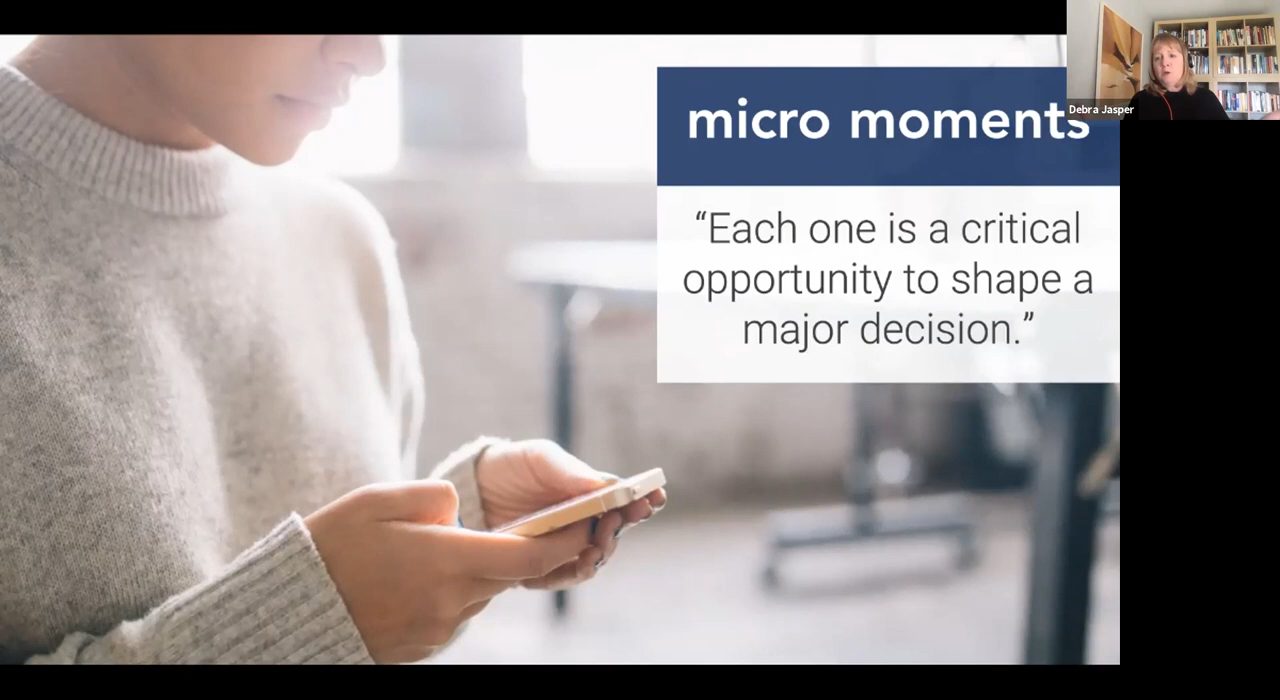 micro moments
“Each one is a critical
opportunity to shape a
major decision.”
Debra Jasper